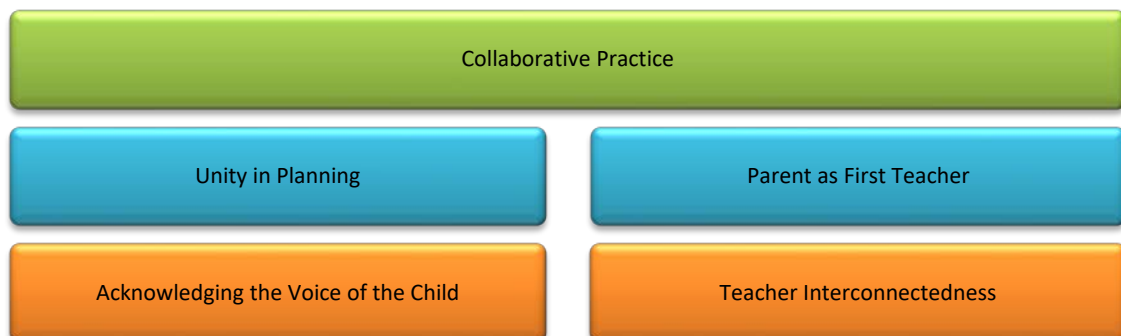 Collaborative Practice
Unity in Planning
Parent as First Teacher
Acknowledging the Voice of the Child
Teacher Interconnectedness